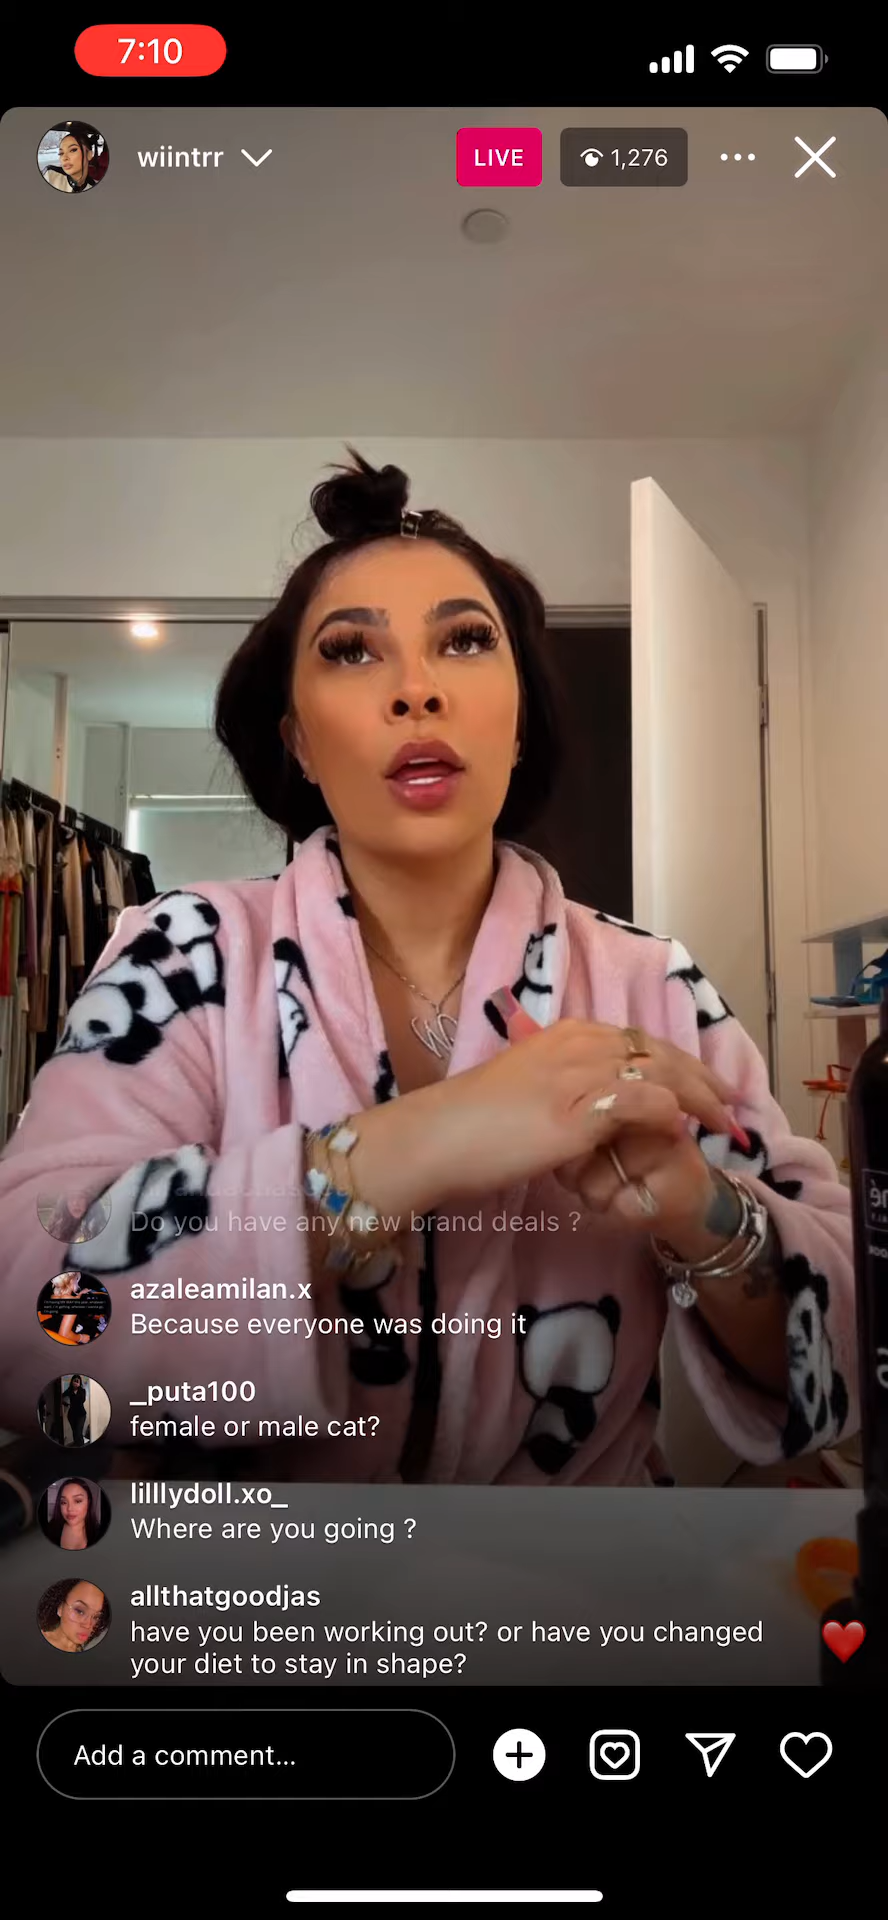 7:10
wiintrr
LIVE
1,276
Do you have any new brand deals ?
azaleamilan.x
Because everyone was doing it
_puta100
female or male cat?
lilllydoll.xo_
Where are you going ?
allthatgoodjas
have you been working out? or have you changed
your diet to stay in shape?
Add a comment...